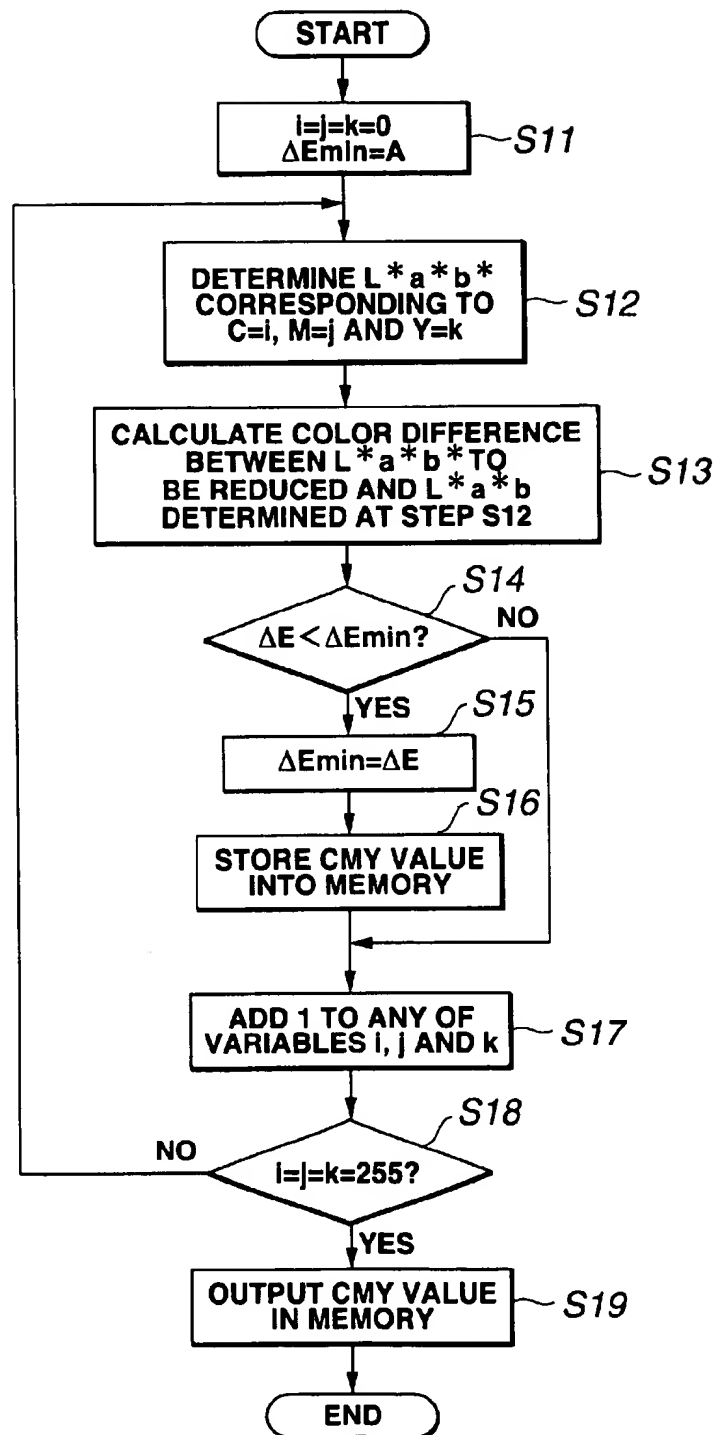 START
i=j=k=0
ΔEmin=A
S11
DETERMINE L*a*b*
CORRESPONDING TO
C=i, M=j AND Y=k
S12
CALCULATE COLOR DIFFERENCE
BETWEEN L*a*b* TO
BE REDUCED AND L*a*b
DETERMINED AT STEP S12
S13
S14
ΔE<ΔEmin?
NO
YES
S15
ΔEmin=ΔE
S16
STORE CMY VALUE
INTO MEMORY
ADD 1 TO ANY OF
VARIABLES i, j AND k
S17
S18
NO
i=j=k=255?
YES
OUTPUT CMY VALUE
IN MEMORY
S19
END